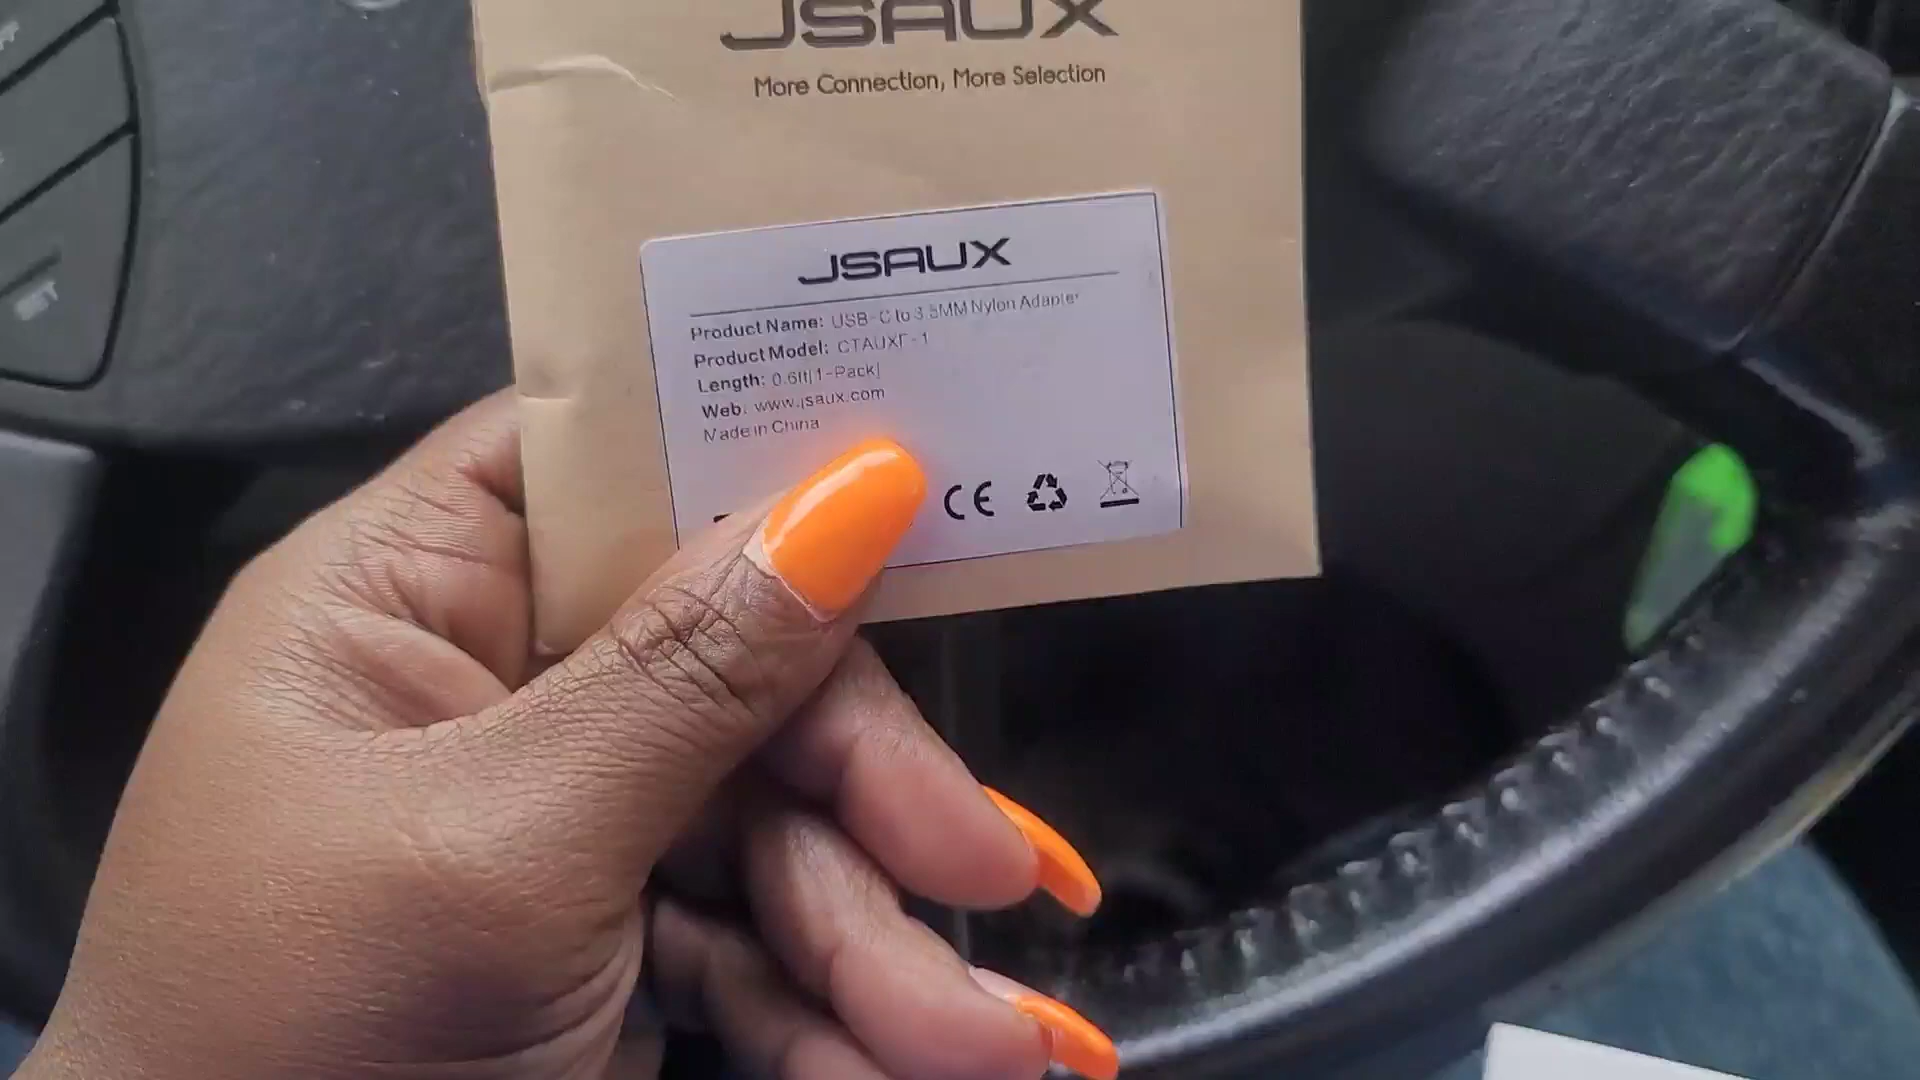 JSAUX
More Connection, More Selection
JSAUX
Product Name: USB-C to 3.5MM Nylon Adapter
Product Model: CTAUXF-1
Length: 0.6ft[1-Pack]
Web: www.jsaux.com
Made in China
CE
SET